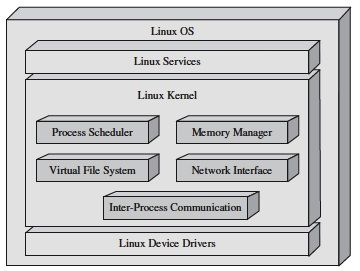 Linux OS
Linux Services
Linux Kernel
Process Scheduler
Memory Manager
Virtual File System
Network Interface
Inter-Process Communication
Linux Device Drivers